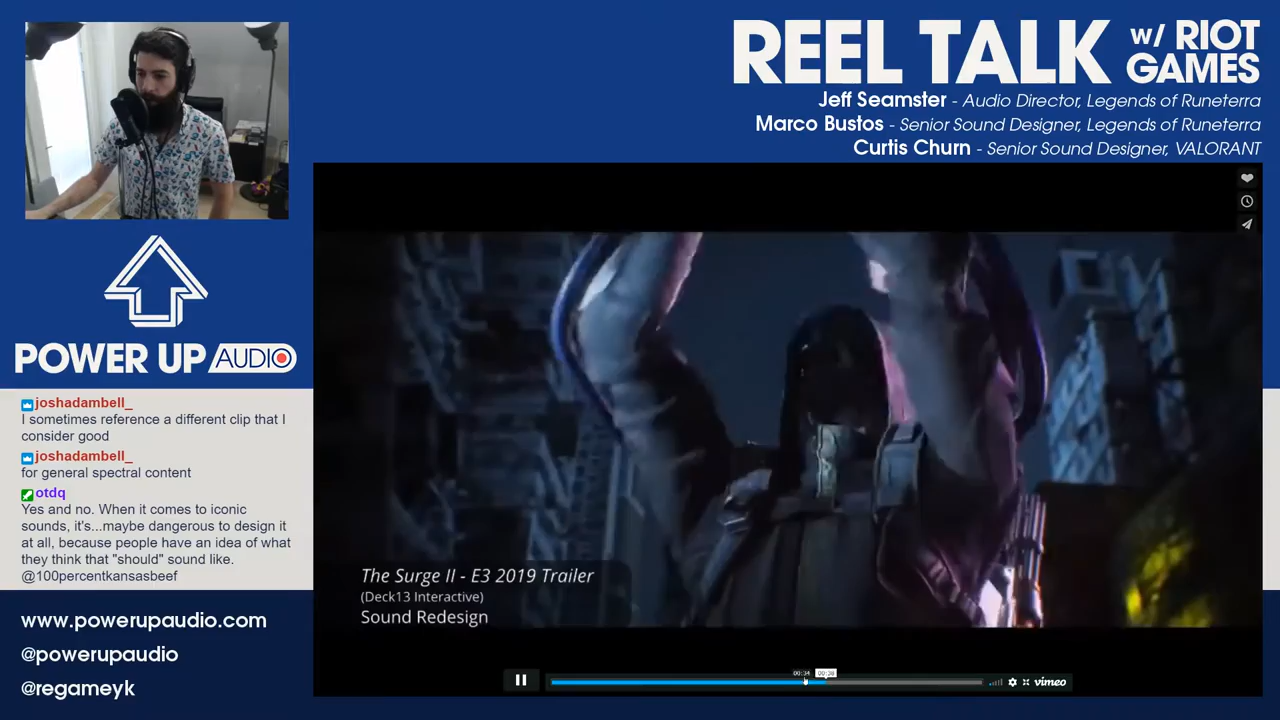 REEL TALK w/ RIOT GAMES
Jeff Seamster - Audio Director, Legends of Runeterra
Marco Bustos - Senior Sound Designer, Legends of Runeterra
Curtis Churn - Senior Sound Designer, VALORANT
POWER UP AUDIO
joshadambell_
I sometimes reference a different clip that I
consider good
joshadambell_
for general spectral content
otdq
Yes and no. When it comes to iconic
sounds, it's...maybe dangerous to design it
at all, because people have an idea of what
they think that "should" sound like.
@100percentkansasbeef
www.powerupaudio.com
@powerupaudio
@regameyk
The Surge II - E3 2019 Trailer
(Deck13 Interactive)
Sound Redesign
00:34
vimeo